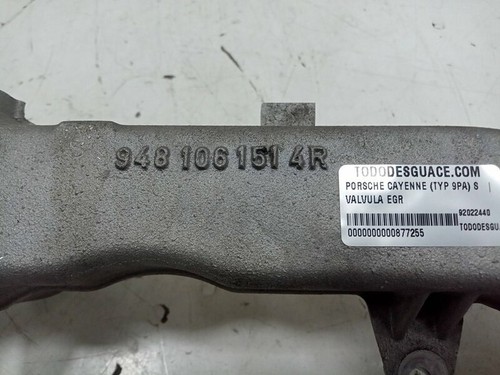 948 106 151 4R
TODODESGUACE.COM
PORSCHE CAYENNE (TYP 9PA) S
VALVULA EGR
92022440
0000000000877255
TODODESGU